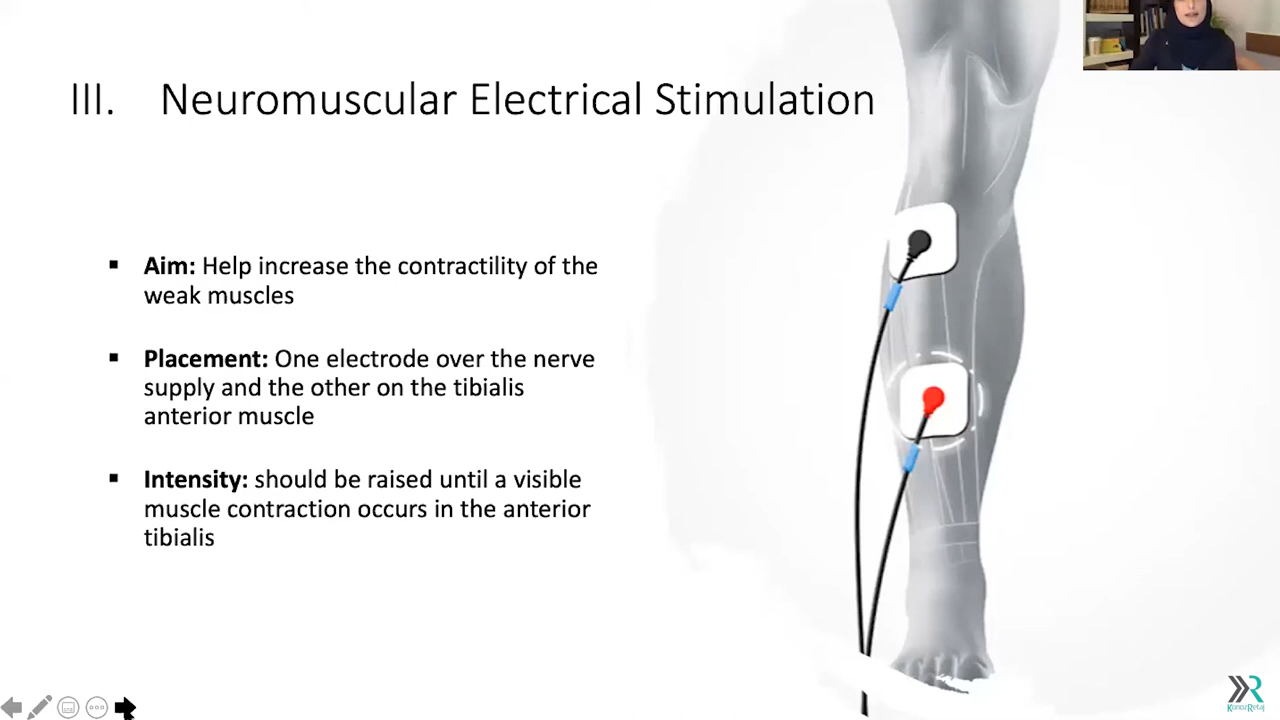 III. Neuromuscular Electrical Stimulation
▪ Aim: Help increase the contractility of the
weak muscles
▪ Placement: One electrode over the nerve
supply and the other on the tibialis
anterior muscle
▪ Intensity: should be raised until a visible
muscle contraction occurs in the anterior
tibialis
KonozRetaj